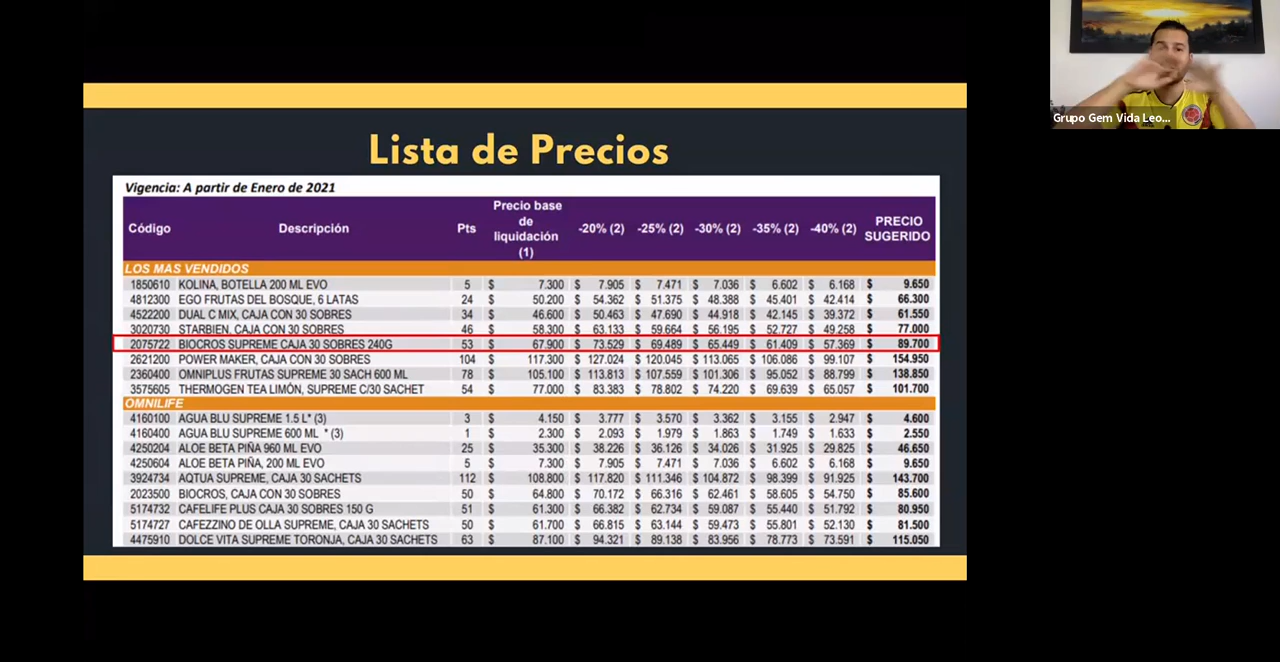 Grupo Gem Vida Leo...
Lista de Precios
Vigencia: A partir de Enero de 2021
Código Descripción Pts Precio base de liquidación (1) -20% (2) -25% (2) -30% (2) -35% (2) -40% (2) PRECIO SUGERIDO
LOS MAS VENDIDOS
1850610 KOLINA, BOTELLA 200 ML EVO 5 $ 7.300 $ 7.905 $ 7.471 $ 7.036 $ 6.602 $ 6.168 $ 9.650
4812300 EGO FRUTAS DEL BOSQUE, 6 LATAS 24 $ 50.200 $ 54.362 $ 51.375 $ 48.388 $ 45.401 $ 42.414 $ 66.300
4522200 DUAL C MIX, CAJA CON 30 SOBRES 34 $ 46.600 $ 50.463 $ 47.690 $ 44.918 $ 42.145 $ 39.372 $ 61.550
3020730 STARBIEN, CAJA CON 30 SOBRES 46 $ 58.300 $ 63.133 $ 59.664 $ 56.195 $ 52.727 $ 49.258 $ 77.000
2075722 BIOCROS SUPREME CAJA 30 SOBRES 240G 53 $ 67.900 $ 73.529 $ 69.489 $ 65.449 $ 61.409 $ 57.369 $ 89.700
2621200 POWER MAKER, CAJA CON 30 SOBRES 104 $ 117.300 $ 127.024 $ 120.045 $ 113.065 $ 106.086 $ 99.107 $ 154.950
2360400 OMNIPLUS FRUTAS SUPREME 30 SACH 600 ML 78 $ 105.100 $ 113.813 $ 107.559 $ 101.306 $ 95.052 $ 88.799 $ 138.850
3575605 THERMOGEN TEA LIMÓN, SUPREME C/30 SACHET 54 $ 77.000 $ 83.383 $ 78.802 $ 74.220 $ 69.639 $ 65.057 $ 101.700
OMNILIFE
4160100 AGUA BLU SUPREME 1.5 L* (3) 3 $ 4.150 $ 3.777 $ 3.570 $ 3.362 $ 3.155 $ 2.947 $ 4.600
4160400 AGUA BLU SUPREME 600 ML * (3) 1 $ 2.300 $ 2.093 $ 1.979 $ 1.863 $ 1.749 $ 1.633 $ 2.550
4250204 ALOE BETA PIÑA 960 ML EVO 25 $ 35.300 $ 38.226 $ 36.126 $ 34.026 $ 31.925 $ 29.825 $ 46.650
4250604 ALOE BETA PIÑA, 200 ML EVO 5 $ 7.300 $ 7.905 $ 7.471 $ 7.036 $ 6.602 $ 6.168 $ 9.650
3924734 AQTUA SUPREME, CAJA 30 SACHETS 112 $ 108.800 $ 117.820 $ 111.346 $ 104.872 $ 98.399 $ 91.925 $ 143.700
2023500 BIOCROS, CAJA CON 30 SOBRES 50 $ 64.800 $ 70.172 $ 66.316 $ 62.461 $ 58.605 $ 54.750 $ 85.600
5174732 CAFELIFE PLUS CAJA 30 SOBRES 150 G 51 $ 61.300 $ 66.382 $ 62.734 $ 59.087 $ 55.440 $ 51.792 $ 80.950
5174727 CAFEZZINO DE OLLA SUPREME, CAJA 30 SACHETS 50 $ 61.700 $ 66.815 $ 63.144 $ 59.473 $ 55.801 $ 52.130 $ 81.500
4475910 DOLCE VITA SUPREME TORONJA, CAJA 30 SACHETS 63 $ 87.100 $ 94.321 $ 89.138 $ 83.956 $ 78.773 $ 73.591 $ 115.050